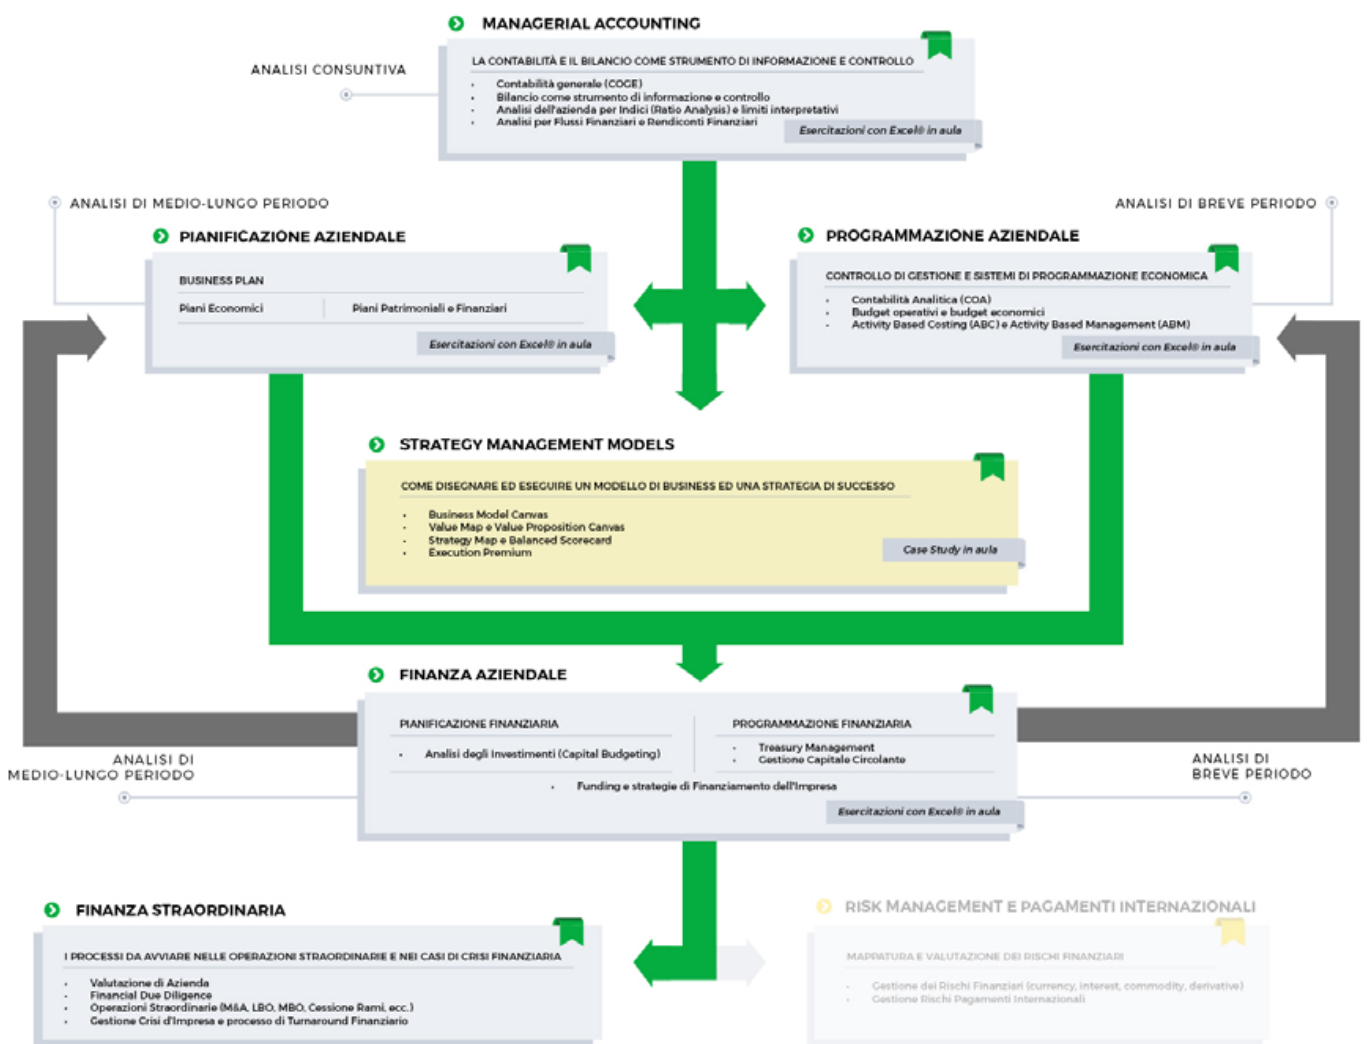 MANAGERIAL ACCOUNTING
LA CONTABILITÀ E IL BILANCIO COME STRUMENTO DI INFORMAZIONE E CONTROLLO
ANALISI CONSUNTIVA
• Contabilità generale (COGE)
• Bilancio come strumento di informazione e controllo
• Analisi dell'azienda per Indici (Ratio Analysis) e limiti interpretativi
• Analisi per Flussi Finanziari e Rendiconti Finanziari
Esercitazioni con Excel® in aula
ANALISI DI MEDIO-LUNGO PERIODO
ANALISI DI BREVE PERIODO
PIANIFICAZIONE AZIENDALE
BUSINESS PLAN
Piani Economici
Piani Patrimoniali e Finanziari
Esercitazioni con Excel® in aula
PROGRAMMAZIONE AZIENDALE
CONTROLLO DI GESTIONE E SISTEMI DI PROGRAMMAZIONE ECONOMICA
• Contabilità Analitica (COA)
• Budget operativi e budget economici
• Activity Based Costing (ABC) e Activity Based Management (ABM)
Esercitazioni con Excel® in aula
STRATEGY MANAGEMENT MODELS
COME DISEGNARE ED ESEGUIRE UN MODELLO DI BUSINESS ED UNA STRATEGIA DI SUCCESSO
• Business Model Canvas
• Value Map e Value Proposition Canvas
• Strategy Map e Balanced Scorecard
• Execution Premium
Case Study in aula
FINANZA AZIENDALE
PIANIFICAZIONE FINANZIARIA
• Analisi degli Investimenti (Capital Budgeting)
PROGRAMMAZIONE FINANZIARIA
• Treasury Management
• Gestione Capitale Circolante
• Funding e strategie di Finanziamento dell'Impresa
Esercitazioni con Excel® in aula
ANALISI DI
MEDIO-LUNGO PERIODO
ANALISI DI
BREVE PERIODO
FINANZA STRAORDINARIA
I PROCESSI DA AVVIARE NELLE OPERAZIONI STRAORDINARIE E NEI CASI DI CRISI FINANZIARIA
• Valutazione di Azienda
• Financial Due Diligence
• Operazioni Straordinarie (M&A, LBO, MBO, Cessione Rami, ecc.)
• Gestione Crisi d'Impresa e processo di Turnaround Finanziario
RISK MANAGEMENT E PAGAMENTI INTERNAZIONALI
MAPPATURA E VALUTAZIONE DEI RISCHI FINANZIARI
• Gestione dei Rischi Finanziari (currency, interest, commodity, derivative)
• Gestione Rischi Pagamenti Internazionali